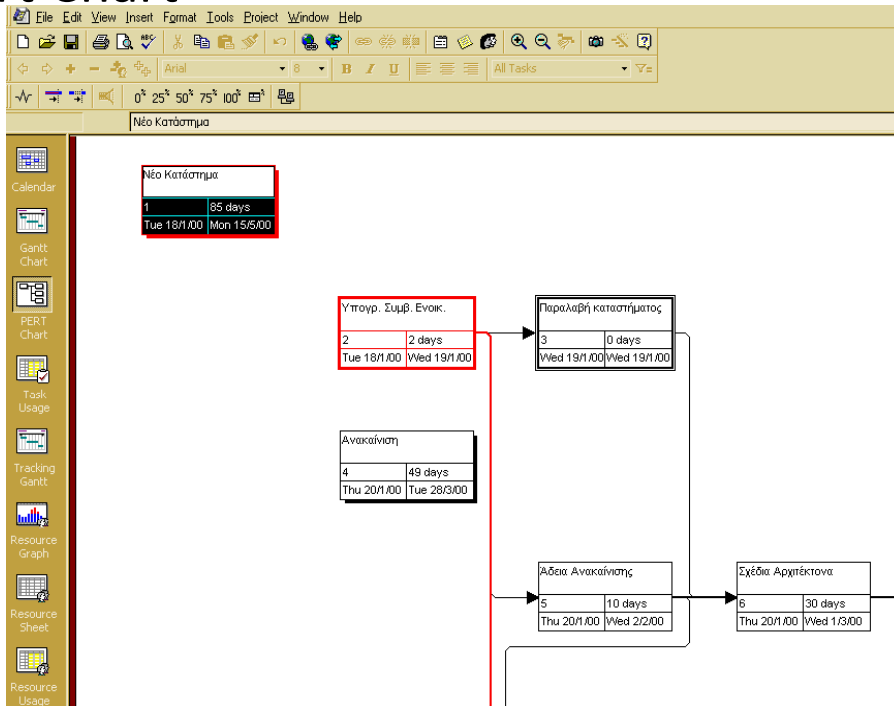 File Edit View Insert Format Tools Project Window Help
Arial 8 B I U All Tasks
0% 25% 50% 75% 100%
Νέο Κατάστημα
Calendar
Gantt
Chart
PERT
Chart
Task
Usage
Tracking
Gantt
Resource
Graph
Resource
Sheet
Resource
Usage
Νέο Κατάστημα
1 85 days
Tue 18/1/00 Mon 15/5/00
Υπογρ. Συμβ. Ενοικ.
2 2 days
Tue 18/1/00 Wed 19/1/00
Παραλαβή καταστήματος
3 0 days
Wed 19/1/00 Wed 19/1/00
Ανακαίνιση
4 49 days
Thu 20/1/00 Tue 28/3/00
Άδεια Ανακαίνισης
5 10 days
Thu 20/1/00 Wed 2/2/00
Σχέδια Αρχιτέκτονα
6 30 days
Thu 20/1/00 Wed 1/3/00